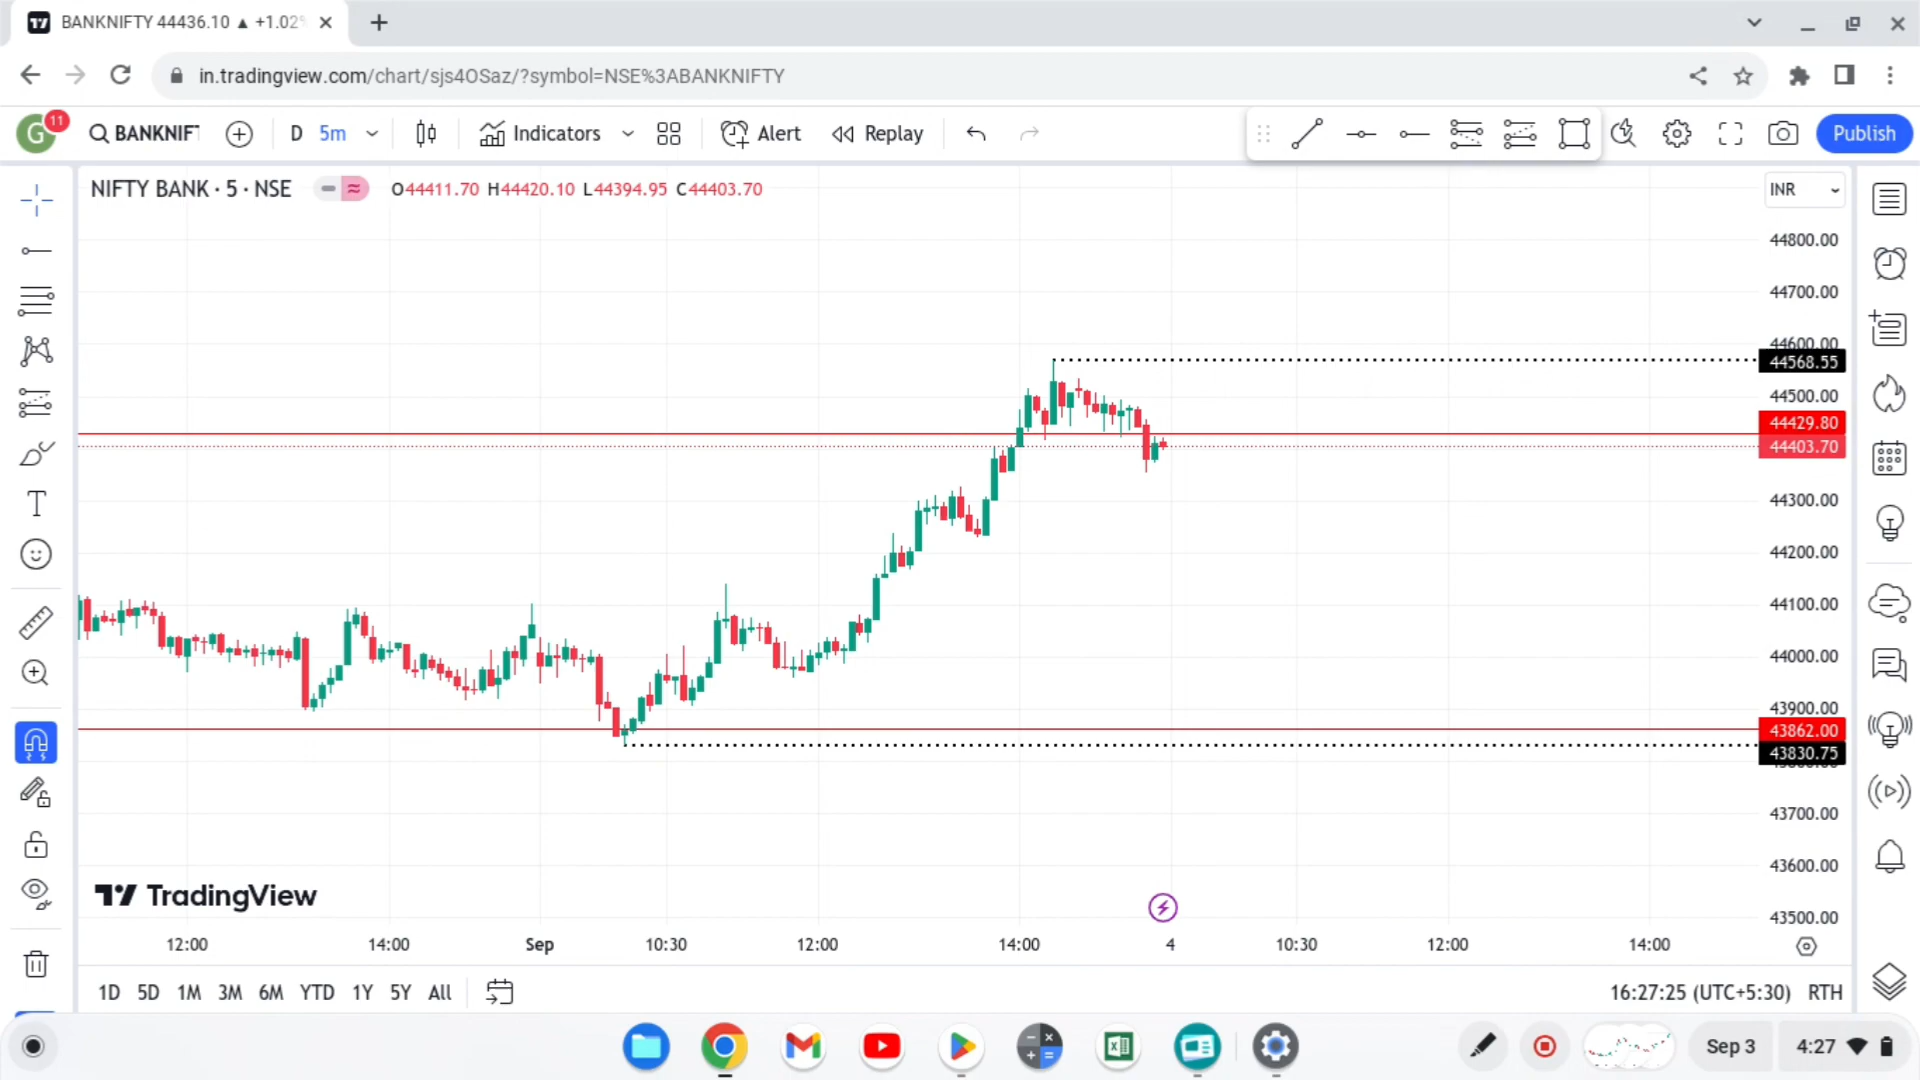 BANKNIFTY 44436.10 ▲ +1.02%
in.tradingview.com/chart/sjs4OSaz/?symbol=NSE%3ABANKNIFTY
G 11 BANKNIF D 5m Indicators Alert Replay Publish
NIFTY BANK · 5 · NSE O44411.70 H44420.10 L44394.95 C44403.70
INR
44800.00
44700.00
44600.00
44568.55
44500.00
44429.80
44403.70
44300.00
44200.00
44100.00
44000.00
43900.00
43862.00
43830.75
43700.00
43600.00
43500.00
TradingView
12:00 14:00 Sep 10:30 12:00 14:00 4 10:30 12:00 14:00
1D 5D 1M 3M 6M YTD 1Y 5Y All 16:27:25 (UTC+5:30) RTH
Sep 3 4:27